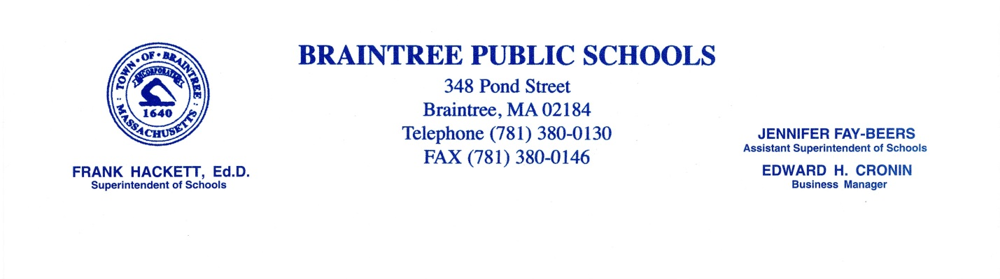 TOWN • OF • BRAINTREE : MASSACHUSETTS :
INCORPORATED
1640
FRANK HACKETT, Ed.D.
Superintendent of Schools
BRAINTREE PUBLIC SCHOOLS
348 Pond Street
Braintree, MA 02184
Telephone (781) 380-0130
FAX (781) 380-0146
JENNIFER FAY-BEERS
Assistant Superintendent of Schools
EDWARD H. CRONIN
Business Manager